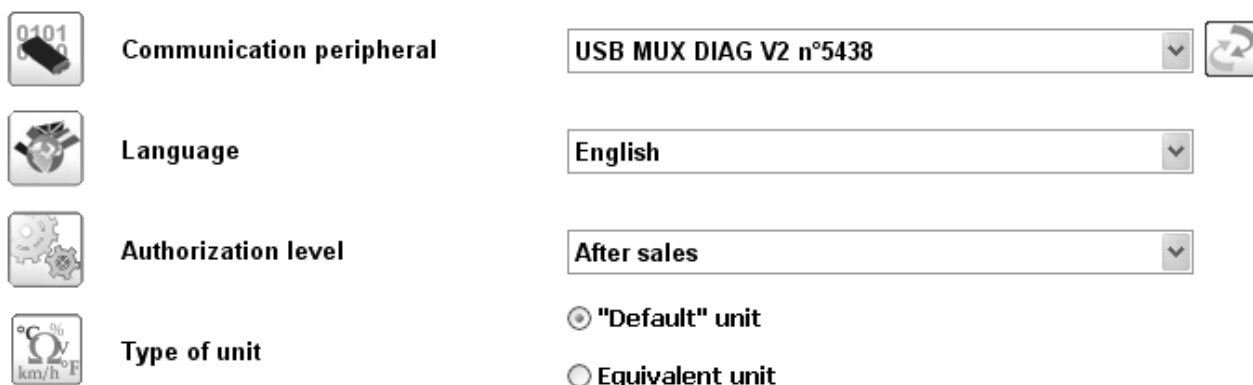 0101
Communication peripheral
USB MUX DIAG V2 n°5438
Language
English
Authorization level
After sales
Type of unit
°C % Ω V km/h °F
"Default" unit
Equivalent unit